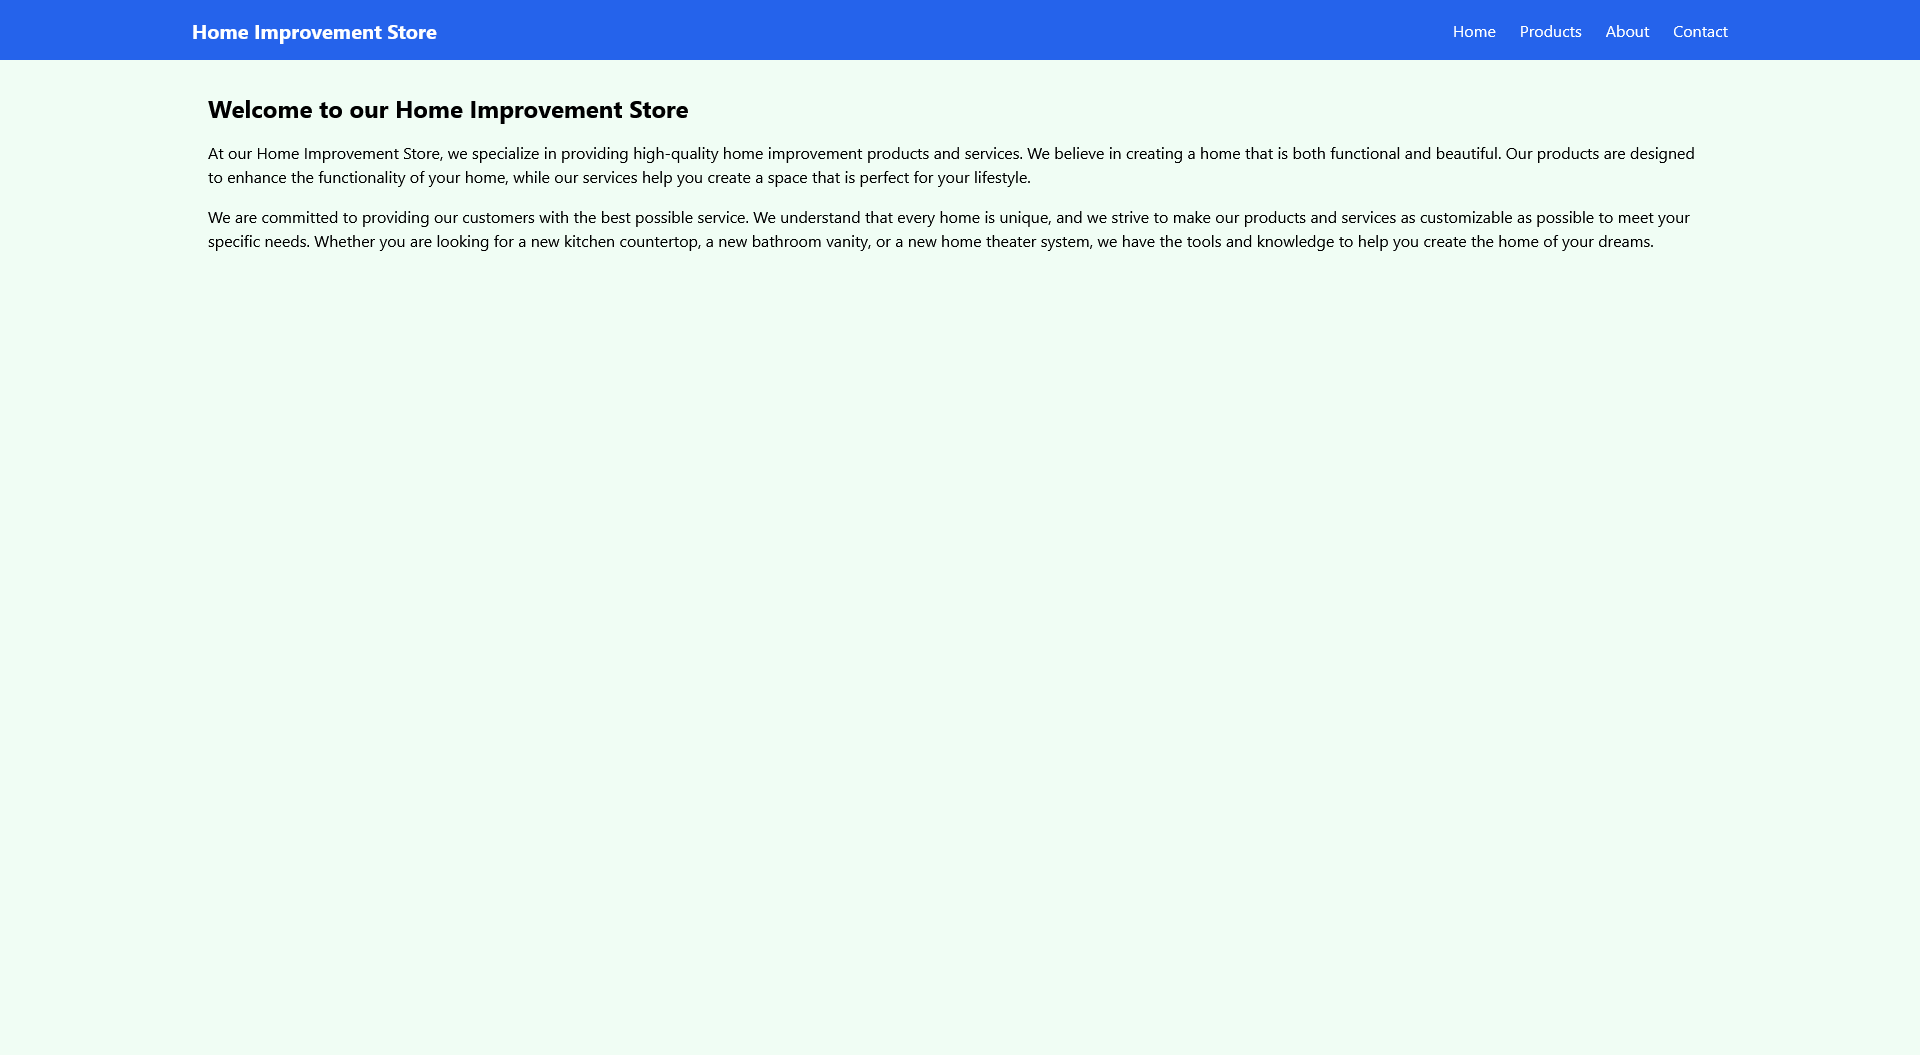 Home Improvement Store
Home Products About Contact
Welcome to our Home Improvement Store
At our Home Improvement Store, we specialize in providing high-quality home improvement products and services. We believe in creating a home that is both functional and beautiful. Our products are designed
to enhance the functionality of your home, while our services help you create a space that is perfect for your lifestyle.
We are committed to providing our customers with the best possible service. We understand that every home is unique, and we strive to make our products and services as customizable as possible to meet your
specific needs. Whether you are looking for a new kitchen countertop, a new bathroom vanity, or a new home theater system, we have the tools and knowledge to help you create the home of your dreams.